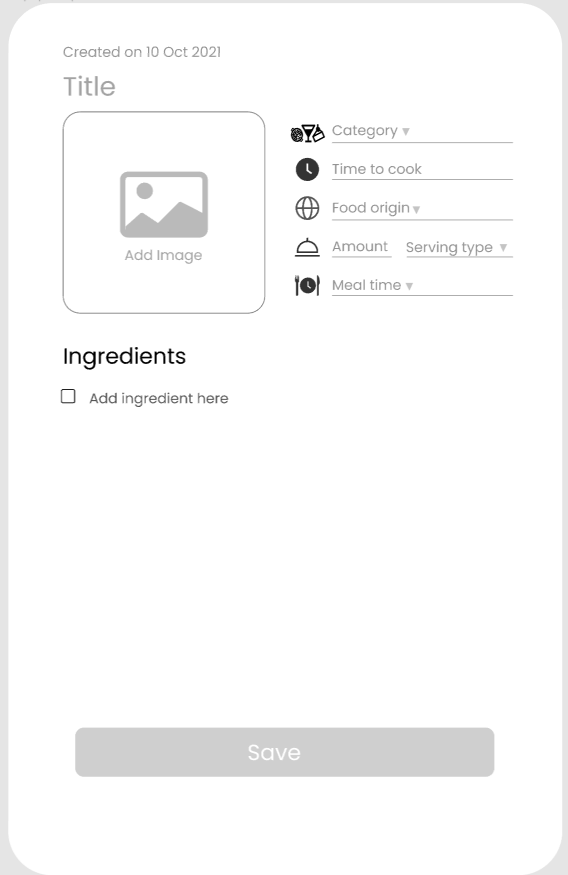 Created on 10 Oct 2021
Title
Add Image
Category
Time to cook
Food origin
Amount Serving type
Meal time
Ingredients
Add ingredient here
Save